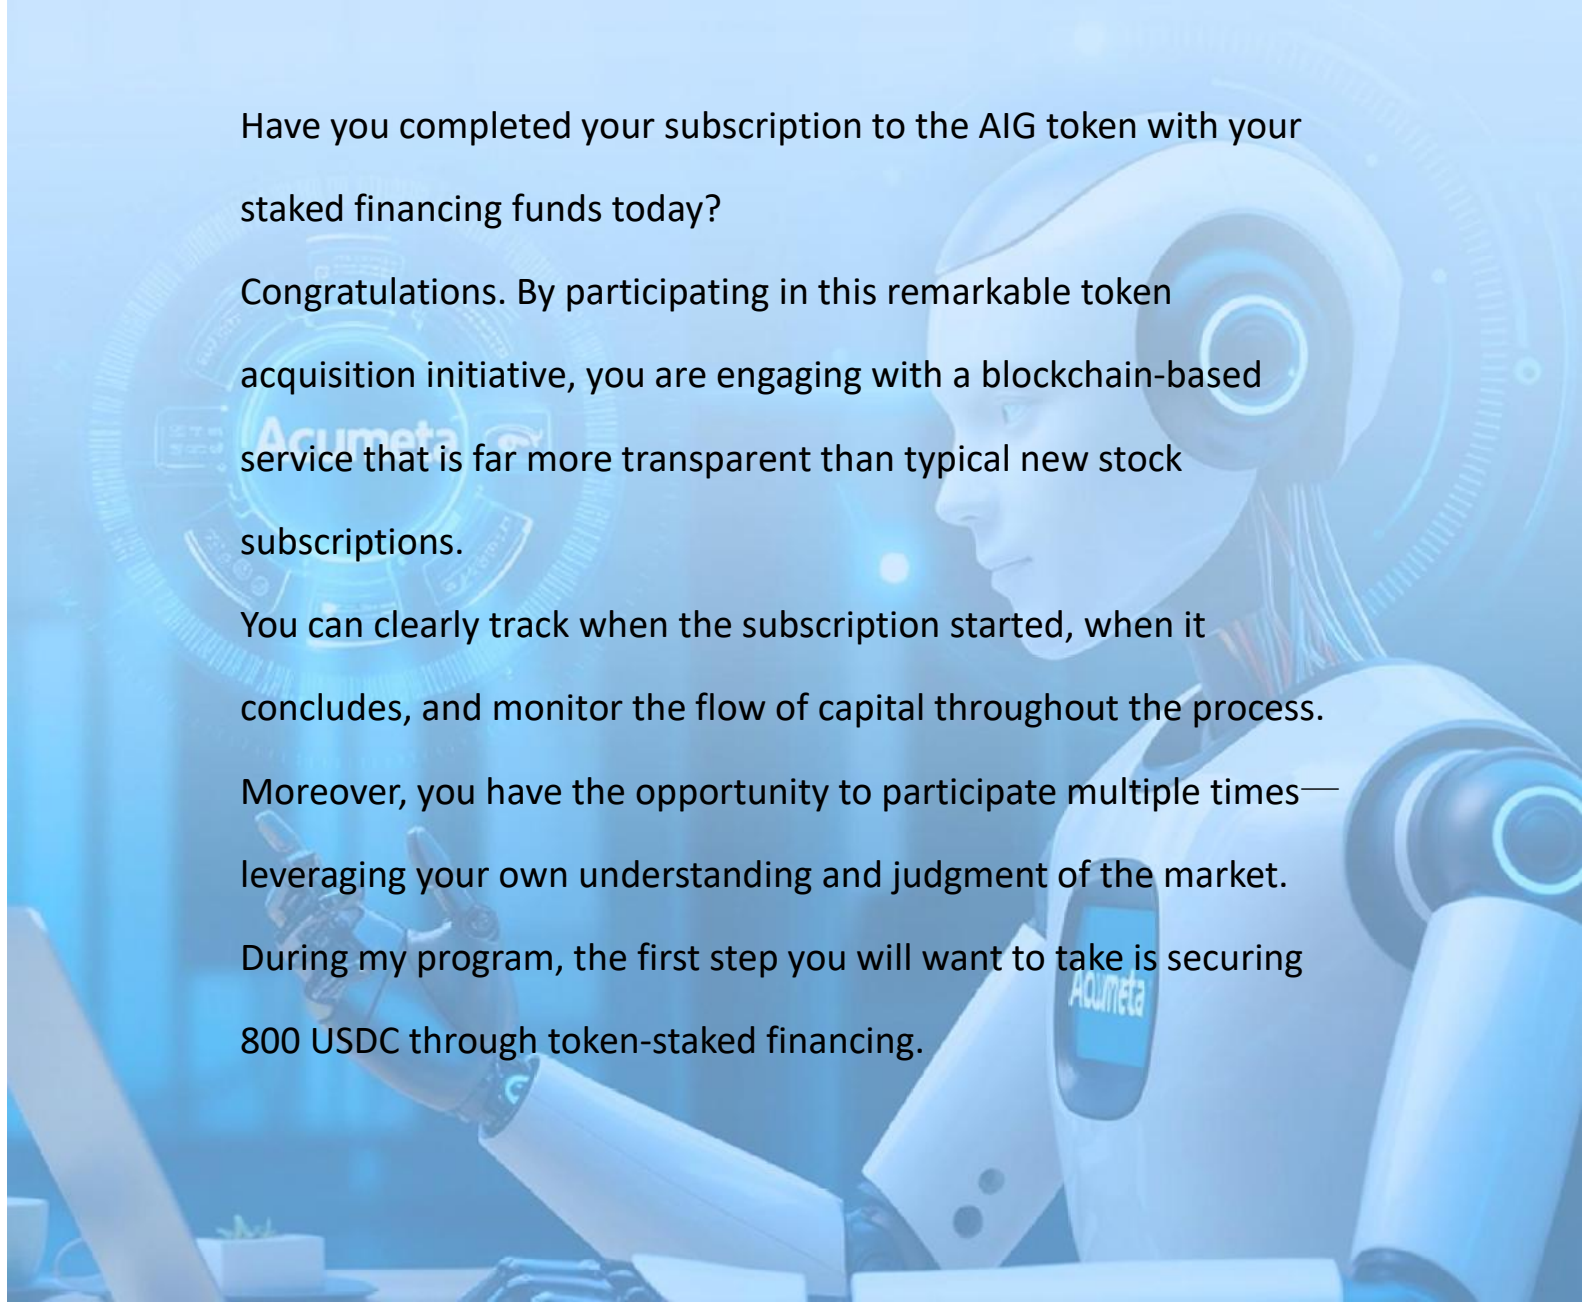 Have you completed your subscription to the AIG token with your
staked financing funds today?
Congratulations. By participating in this remarkable token
acquisition initiative, you are engaging with a blockchain-based
Acumeta
service that is far more transparent than typical new stock
subscriptions.
You can clearly track when the subscription started, when it
concludes, and monitor the flow of capital throughout the process.
Moreover, you have the opportunity to participate multiple times—
leveraging your own understanding and judgment of the market.
During my program, the first step you will want to take is securing
Acumeta
800 USDC through token-staked financing.